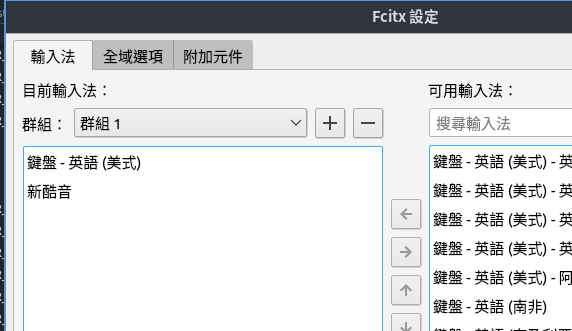 Fcitx 設定
輸入法 全域選項 附加元件
目前輸入法：
群組： 群組 1
鍵盤 - 英語 (美式)
新酷音
可用輸入法：
搜尋輸入法
鍵盤 - 英語 (美式) - 英
鍵盤 - 英語 (美式) - 英
鍵盤 - 英語 (美式) - 英
鍵盤 - 英語 (美式) - 英
鍵盤 - 英語 (美式) - 阿
鍵盤 - 英語 (南非)